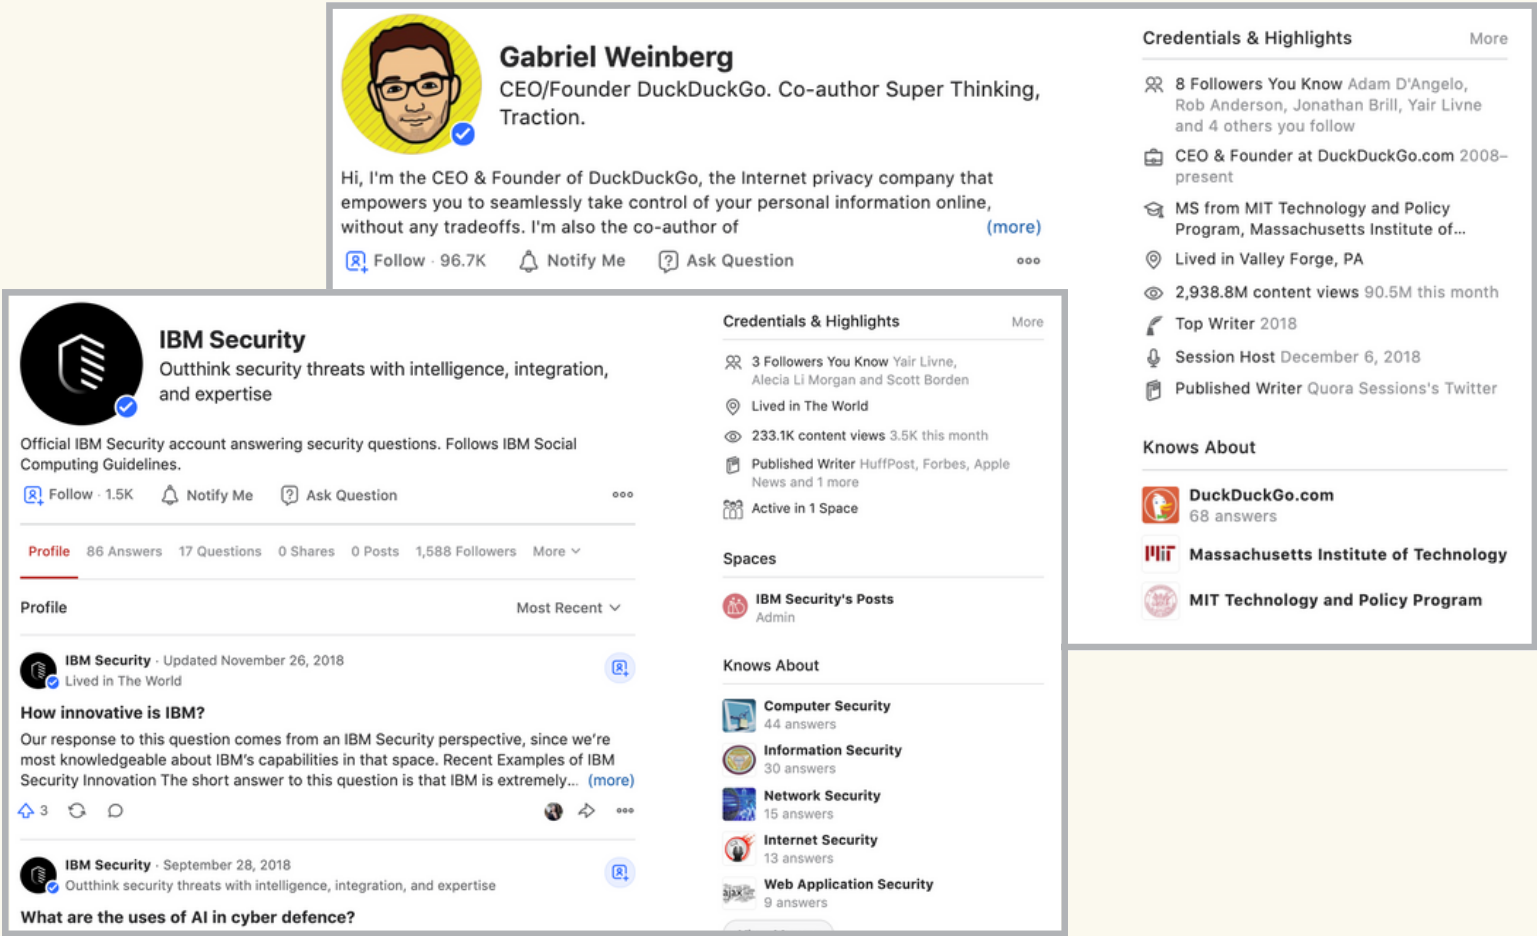 Gabriel Weinberg
CEO/Founder DuckDuckGo. Co-author Super Thinking,
Traction.
Hi, I'm the CEO & Founder of DuckDuckGo, the Internet privacy company that
empowers you to seamlessly take control of your personal information online,
without any tradeoffs. I'm also the co-author of (more)
Follow · 96.7K Notify Me Ask Question
Credentials & Highlights More
8 Followers You Know Adam D'Angelo,
Rob Anderson, Jonathan Brill, Yair Livne
and 4 others you follow
CEO & Founder at DuckDuckGo.com 2008–
present
MS from MIT Technology and Policy
Program, Massachusetts Institute of...
Lived in Valley Forge, PA
2,938.8M content views 90.5M this month
Top Writer 2018
Session Host December 6, 2018
Published Writer Quora Sessions's Twitter
Knows About
DuckDuckGo.com
68 answers
Massachusetts Institute of Technology
MIT Technology and Policy Program
IBM Security
Outthink security threats with intelligence, integration,
and expertise
Official IBM Security account answering security questions. Follows IBM Social
Computing Guidelines.
Follow · 1.5K Notify Me Ask Question
Profile 86 Answers 17 Questions 0 Shares 0 Posts 1,588 Followers More
Profile Most Recent
IBM Security · Updated November 26, 2018
Lived in The World
How innovative is IBM?
Our response to this question comes from an IBM Security perspective, since we're
most knowledgeable about IBM's capabilities in that space. Recent Examples of IBM
Security Innovation The short answer to this question is that IBM is extremely... (more)
3
IBM Security · September 28, 2018
Outthink security threats with intelligence, integration, and expertise
What are the uses of AI in cyber defence?
Credentials & Highlights More
3 Followers You Know Yair Livne,
Alecia Li Morgan and Scott Borden
Lived in The World
233.1K content views 3.5K this month
Published Writer HuffPost, Forbes, Apple
News and 1 more
Active in 1 Space
Spaces
IBM Security's Posts
Admin
Knows About
Computer Security
44 answers
Information Security
30 answers
Network Security
15 answers
Internet Security
13 answers
ajax
Web Application Security
9 answers